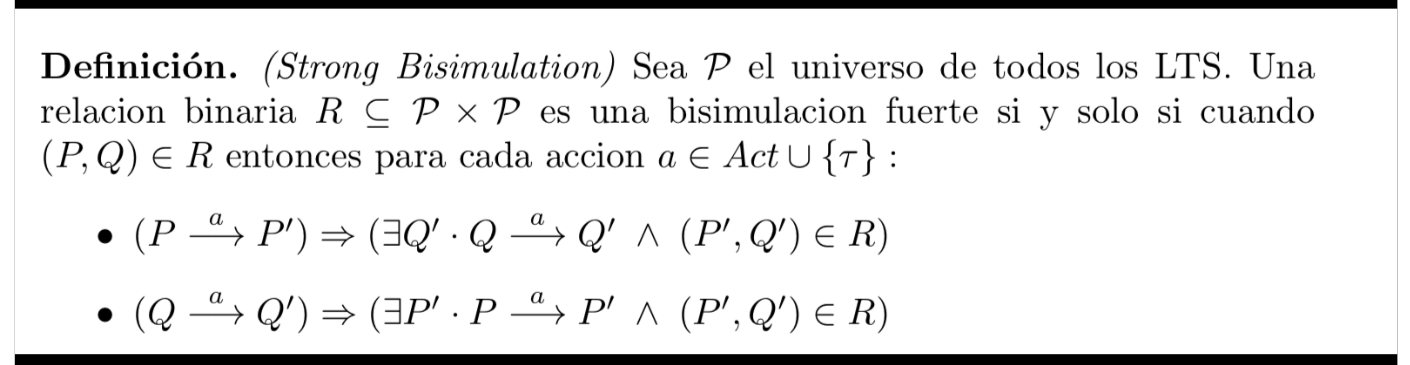 Definición. (Strong Bisimulation) Sea 𝒫 el universo de todos los LTS. Una
relacion binaria R ⊆ 𝒫 × 𝒫 es una bisimulacion fuerte si y solo si cuando
(P, Q) ∈ R entonces para cada accion a ∈ Act ∪ {τ} :
• (P —a→ P′) ⇒ (∃Q′ · Q —a→ Q′ ∧ (P′, Q′) ∈ R)
• (Q —a→ Q′) ⇒ (∃P′ · P —a→ P′ ∧ (P′, Q′) ∈ R)